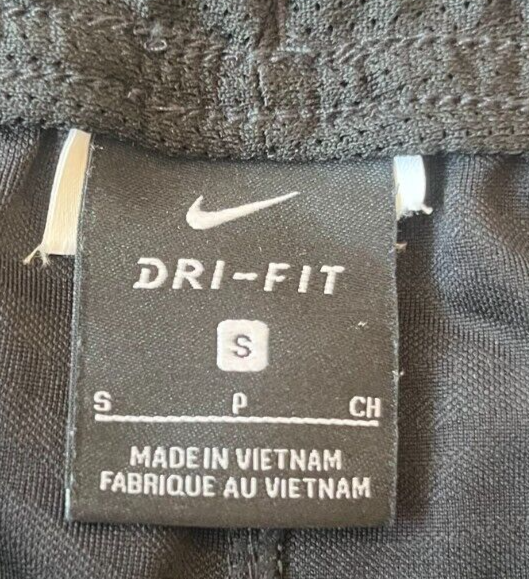 DRI-FIT
S
S P CH
MADE IN VIETNAM
FABRIQUE AU VIETNAM